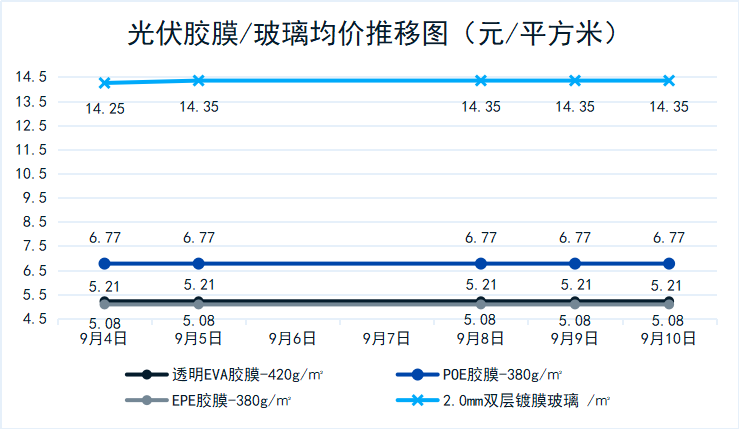 光伏胶膜/玻璃均价推移图（元/平方米）
14.5
13.5
12.5
11.5
10.5
9.5
8.5
7.5
6.5
5.5
4.5
14.25 14.35 14.35 14.35 14.35
6.77 6.77 6.77 6.77 6.77
5.21 5.21 5.21 5.21 5.21
5.08 5.08 5.08 5.08 5.08
9月4日 9月5日 9月6日 9月7日 9月8日 9月9日 9月10日
透明EVA胶膜-420g/㎡ POE胶膜-380g/㎡
EPE胶膜-380g/㎡ 2.0mm双层镀膜玻璃 /㎡